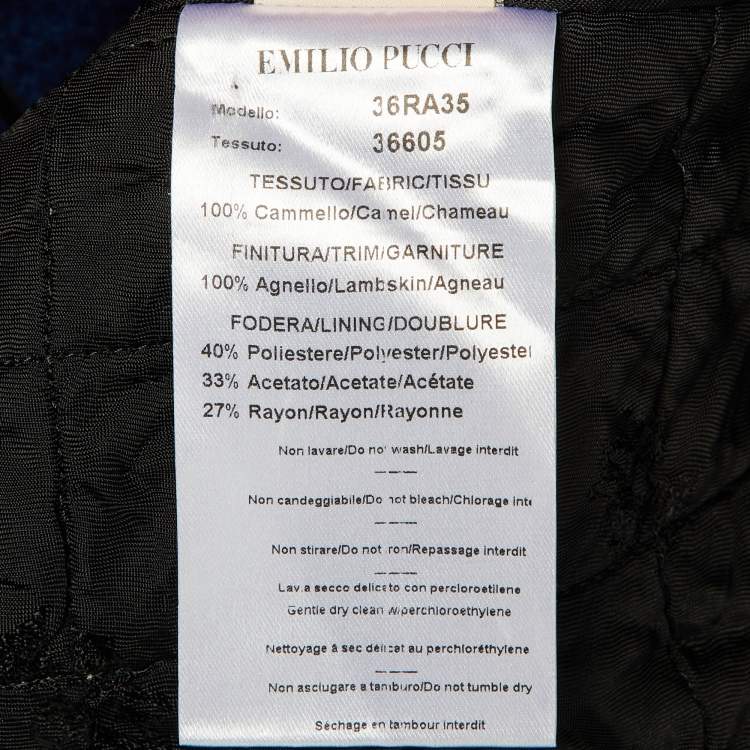 EMILIO PUCCI
Modello: 36RA35
Tessuto: 36605
TESSUTO/FABRIC/TISSU
100% Cammello/Camel/Chameau
FINITURA/TRIM/GARNITURE
100% Agnello/Lambskin/Agneau
FODERA/LINING/DOUBLURE
40% Poliestere/Polyester/Polyester
33% Acetato/Acetate/Acétate
27% Rayon/Rayon/Rayonne
Non lavare/Do not wash/Lavage interdit
Non candeggiabile/Do not bleach/Chlorage inte
Non stirare/Do not iron/Repassage interdit
Lav.a secco delicato con percloroetilene
Gentle dry clean w/perchloroethylene
Nettoyage à sec délicat au perchloréthylene
Non asciugare a tamburo/Do not tumble dry
Séchage en tambour interdit